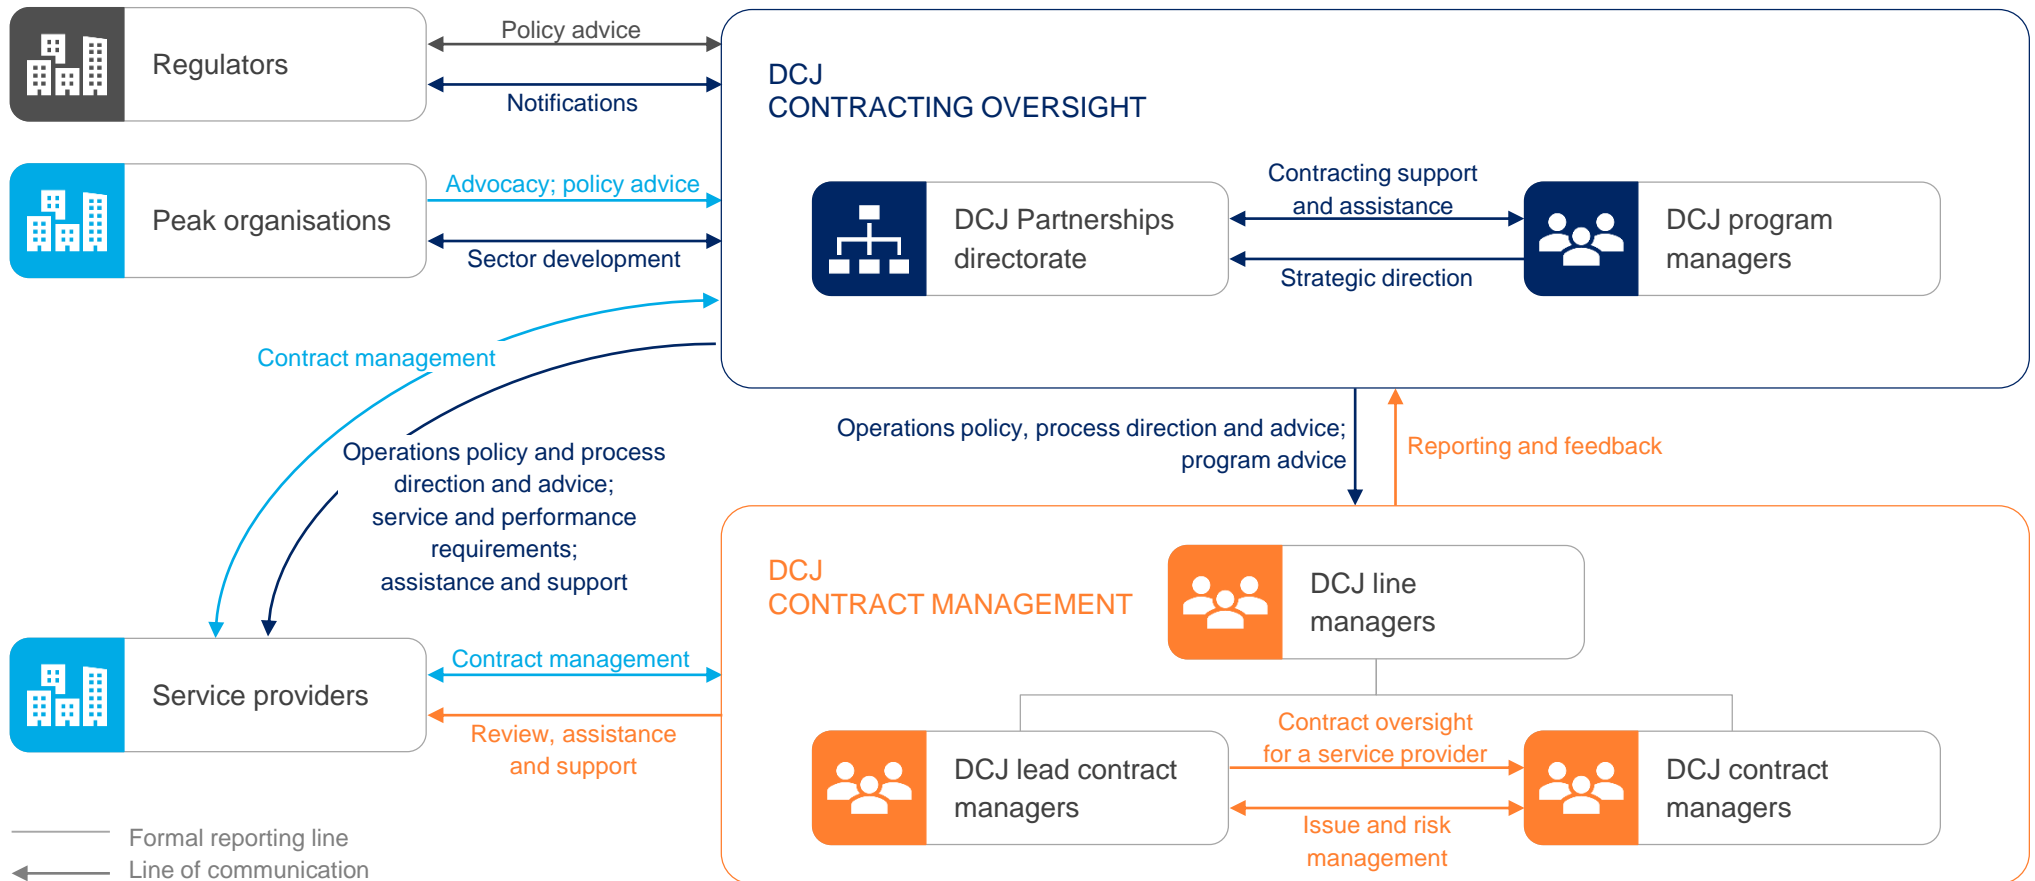 Regulators
Policy advice
Notifications
Peak organisations
Advocacy; policy advice
Sector development
DCJ
CONTRACTING OVERSIGHT
DCJ Partnerships
directorate
Contracting support
and assistance
Strategic direction
DCJ program
managers
Contract management
Operations policy and process
direction and advice;
service and performance
requirements;
assistance and support
Operations policy, process direction and advice;
program advice
Reporting and feedback
Service providers
Contract management
Review, assistance
and support
DCJ
CONTRACT MANAGEMENT
DCJ line
managers
DCJ lead contract
managers
Contract oversight
for a service provider
Issue and risk
management
DCJ contract
managers
Formal reporting line
Line of communication